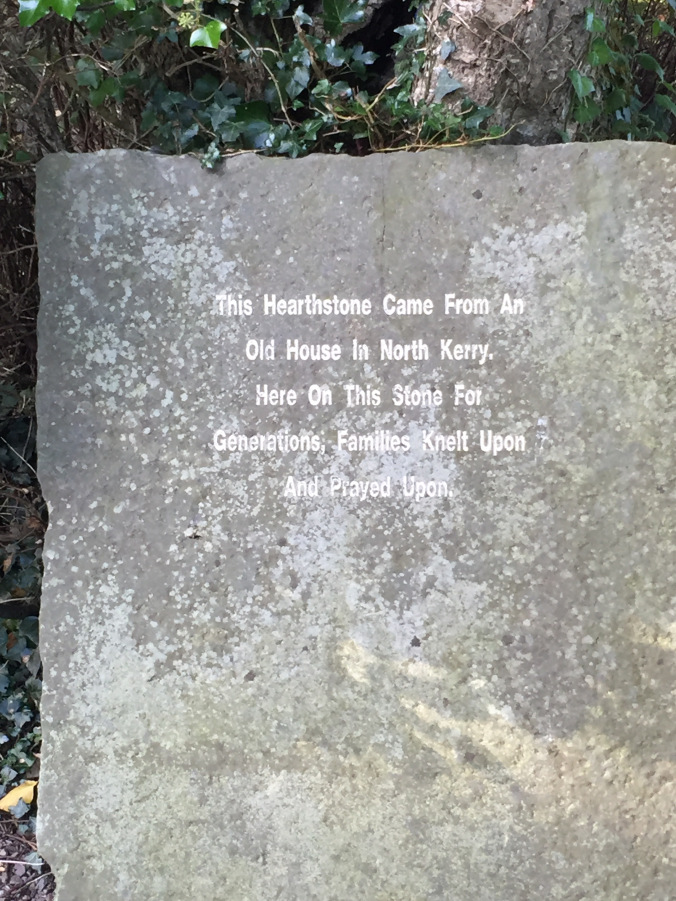 This Hearthstone Came From An
Old House In North Kerry.
Here On This Stone For
Generations, Families Knelt Upon
And Prayed Upon.